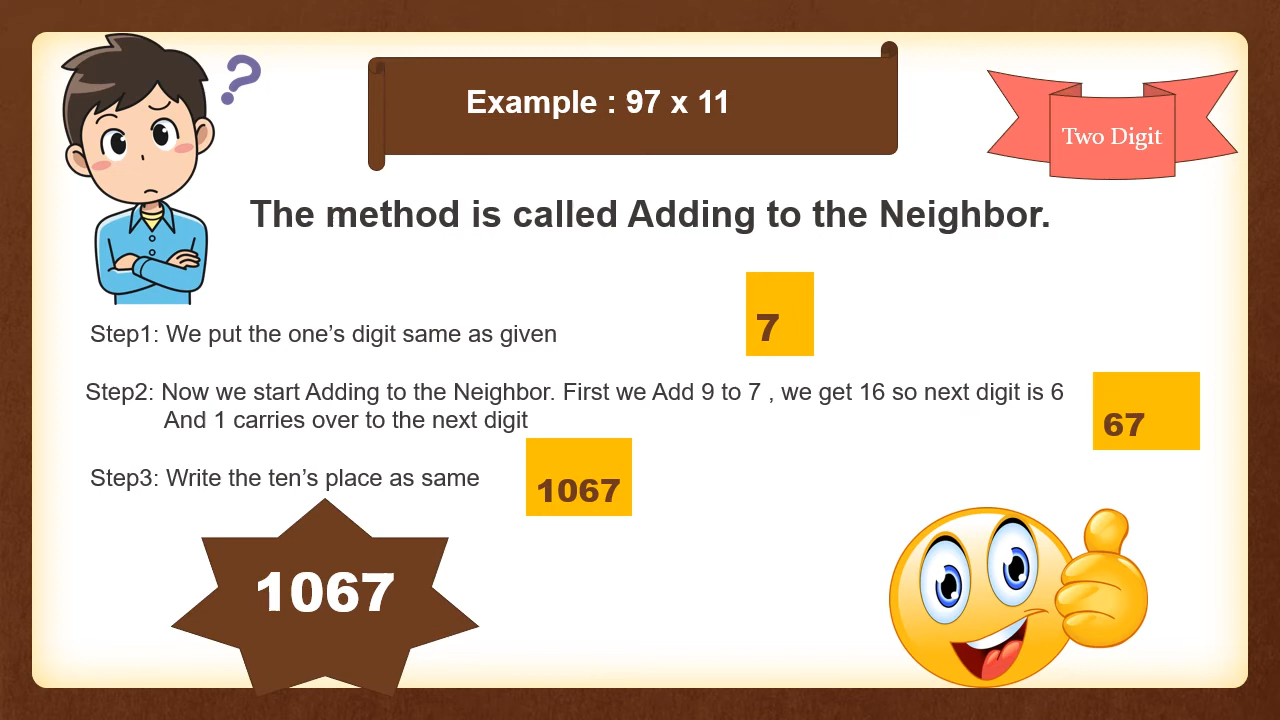 Example : 97 x 11
Two Digit
The method is called Adding to the Neighbor.
Step1: We put the one’s digit same as given
7
Step2: Now we start Adding to the Neighbor. First we Add 9 to 7 , we get 16 so next digit is 6
And 1 carries over to the next digit
67
Step3: Write the ten’s place as same
1067
1067